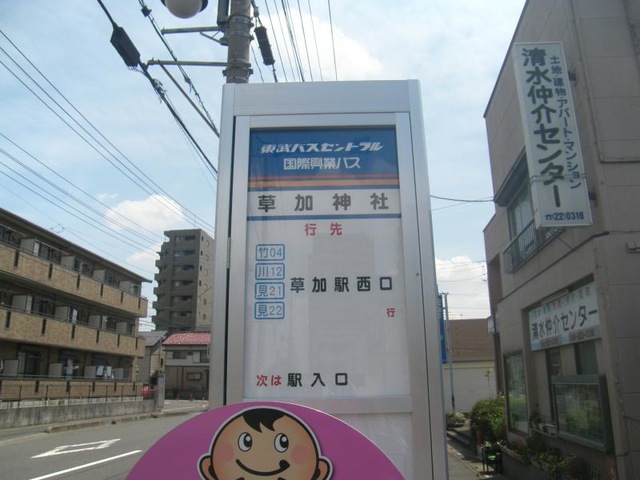 東武バスセントラル
国際興業バス
草加神社
行先
竹04
川12
見21
見22
草加駅西口
行
次は 駅入口
土地・建物・アパート・マンション
清水仲介センター
☎22-0316
清水仲介センター